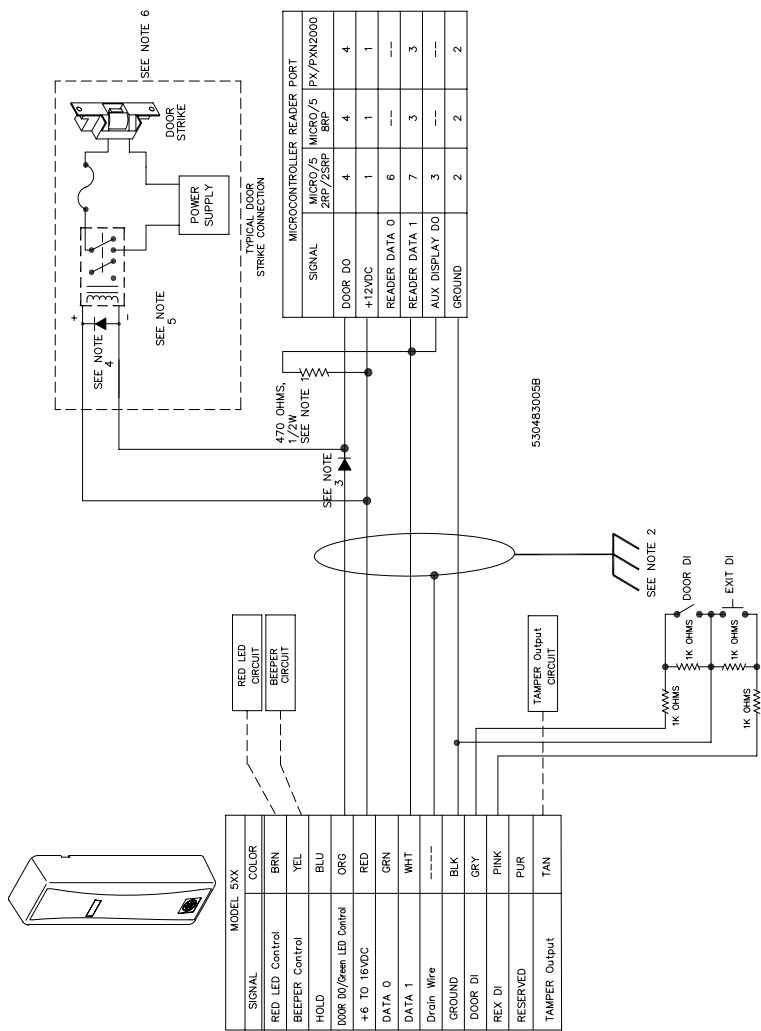 SEE NOTE 6
DOOR
STRIKE
POWER
SUPPLY
TYPICAL DOOR
STRIKE CONNECTION
+
-
SEE NOTE
4
SEE NOTE
5
MICROCONTROLLER READER PORT
SIGNAL MICRO/5 2RP/2SRP MICRO/5 8RP PX/PXN2000
DOOR DO 4 4 4
+12VDC 1 1 1
READER DATA 0 6 -- --
READER DATA 1 7 3 3
AUX DISPLAY DO 3 -- --
GROUND 2 2 2
470 OHMS,
1/2W
SEE NOTE 1
SEE NOTE
3
530483005B
SEE NOTE 2
RED LED
CIRCUIT
BEEPER
CIRCUIT
TAMPER Output
CIRCUIT
DOOR DI
EXIT DI
1K OHMS
1K OHMS
1K OHMS
1K OHMS
MODEL 5XX
SIGNAL COLOR
RED LED Control BRN
BEEPER Control YEL
HOLD BLU
DOOR DO/Green LED Control ORG
+6 TO 16VDC RED
DATA 0 GRN
DATA 1 WHT
Drain Wire ----
GROUND BLK
DOOR DI GRY
REX DI PINK
RESERVED PUR
TAMPER Output TAN